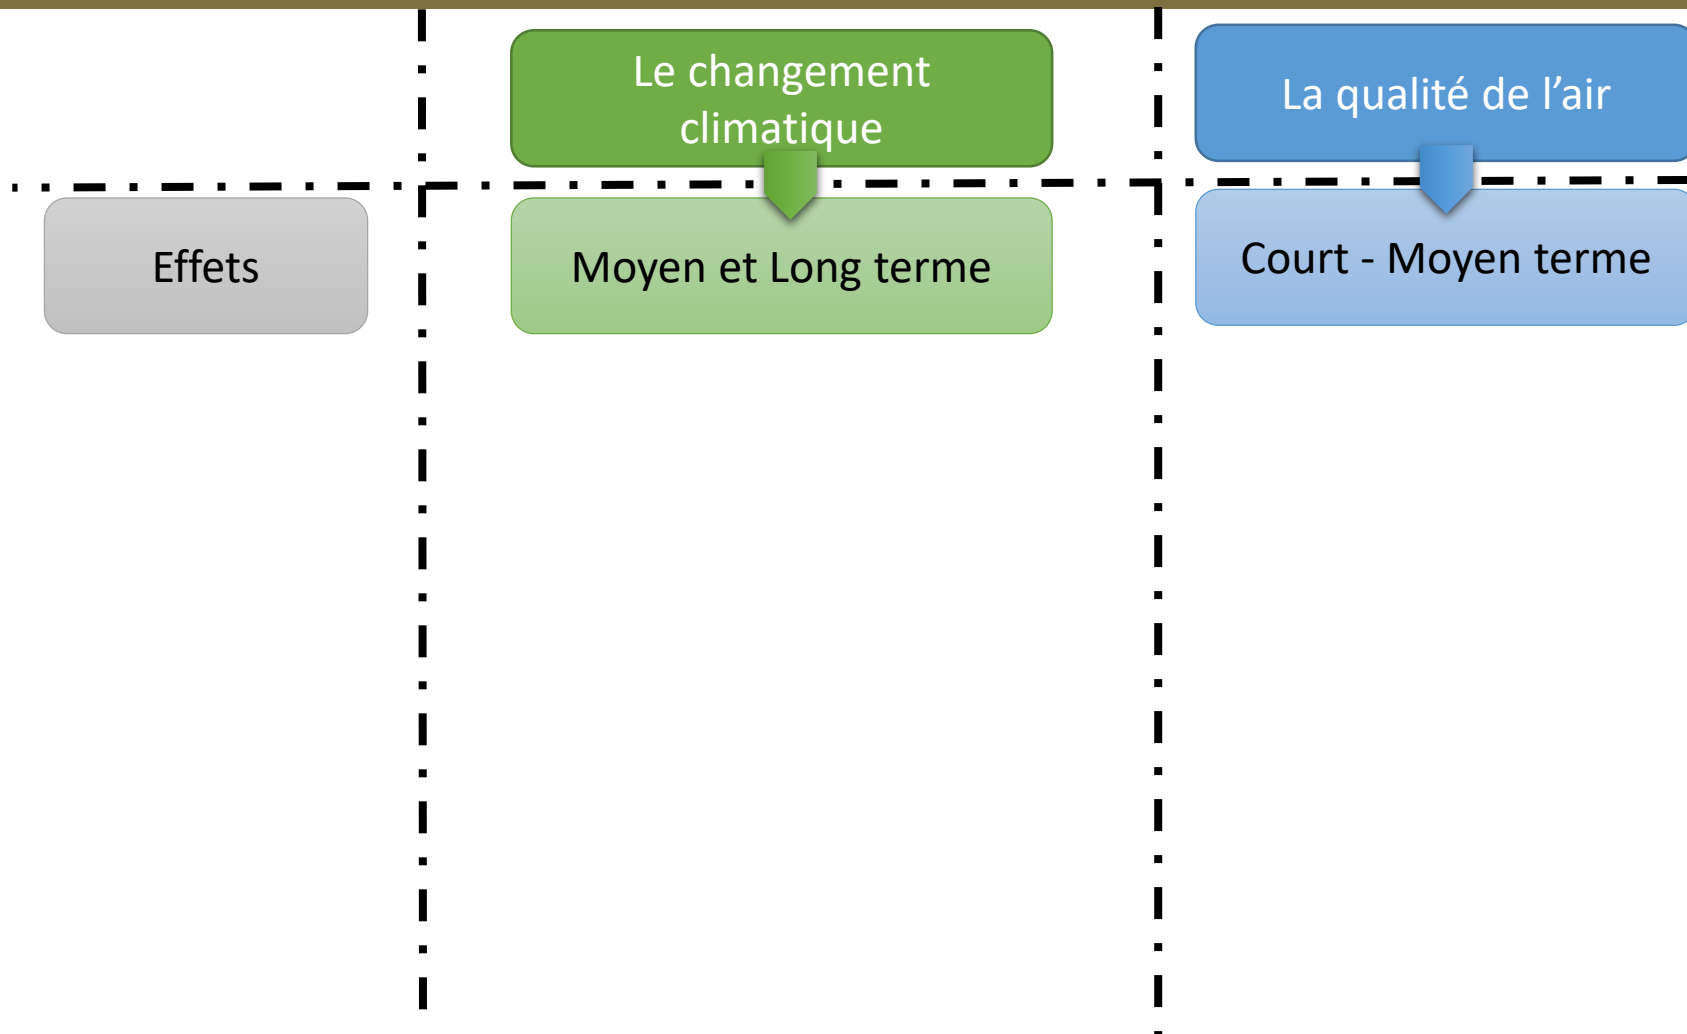 Le changement
climatique
La qualité de l’air
Effets
Moyen et Long terme
Court - Moyen terme